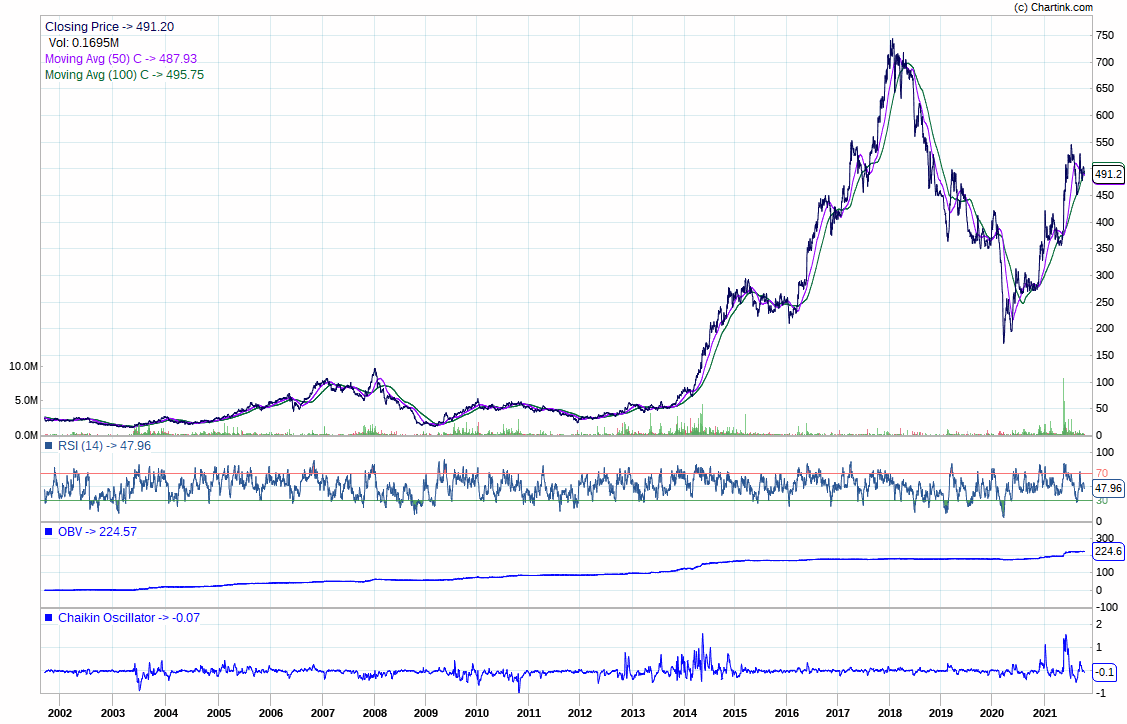 (c) Chartink.com
Closing Price -> 491.20
Vol: 0.1695M
Moving Avg (50) C -> 487.93
Moving Avg (100) C -> 495.75
750
700
650
600
550
491.2
450
400
350
300
250
200
150
100
50
0
10.0M
5.0M
0.0M
RSI (14) -> 47.96
100
70
47.96
30
0
OBV -> 224.57
300
224.6
100
0
-100
Chaikin Oscillator -> -0.07
2
1
-0.1
-1
2002 2003 2004 2005 2006 2007 2008 2009 2010 2011 2012 2013 2014 2015 2016 2017 2018 2019 2020 2021